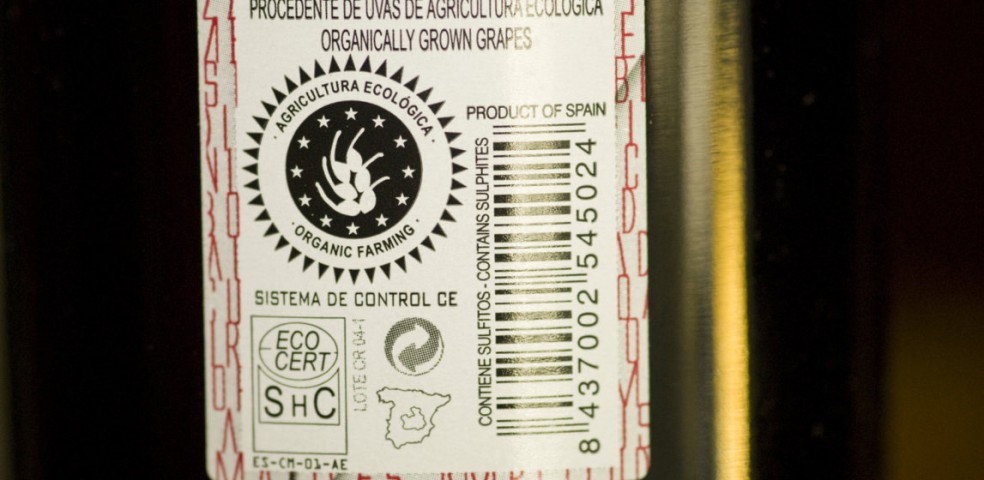 PROCEDENTE DE UVAS DE AGRICULTURA ECOLÓGICA
ORGANICALLY GROWN GRAPES
· AGRICULTURA ECOLÓGICA ·
· ORGANIC FARMING ·
PRODUCT OF SPAIN
CONTIENE SULFITOS - CONTAINS SULPHITES
8 437002 545024
SISTEMA DE CONTROL CE
ECO
CERT
SHC
LOTE CR 04-1
ES-CM-01-AE